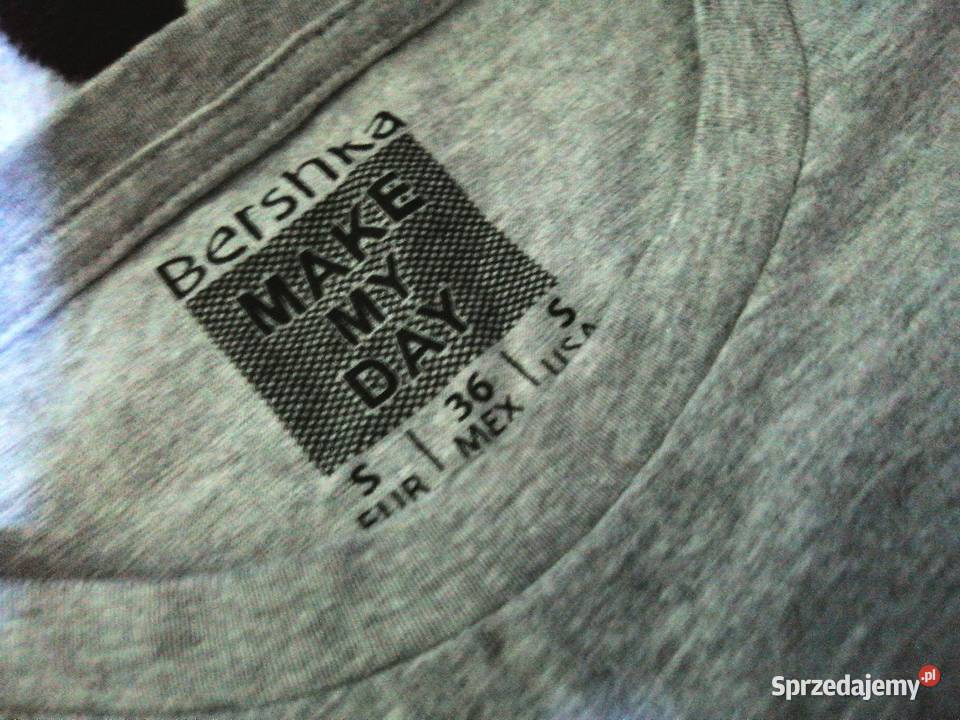 Bershka
MAKE
MY
DAY
S | 36 | S
EUR | MEX | USA
Sprzedajemy.pl